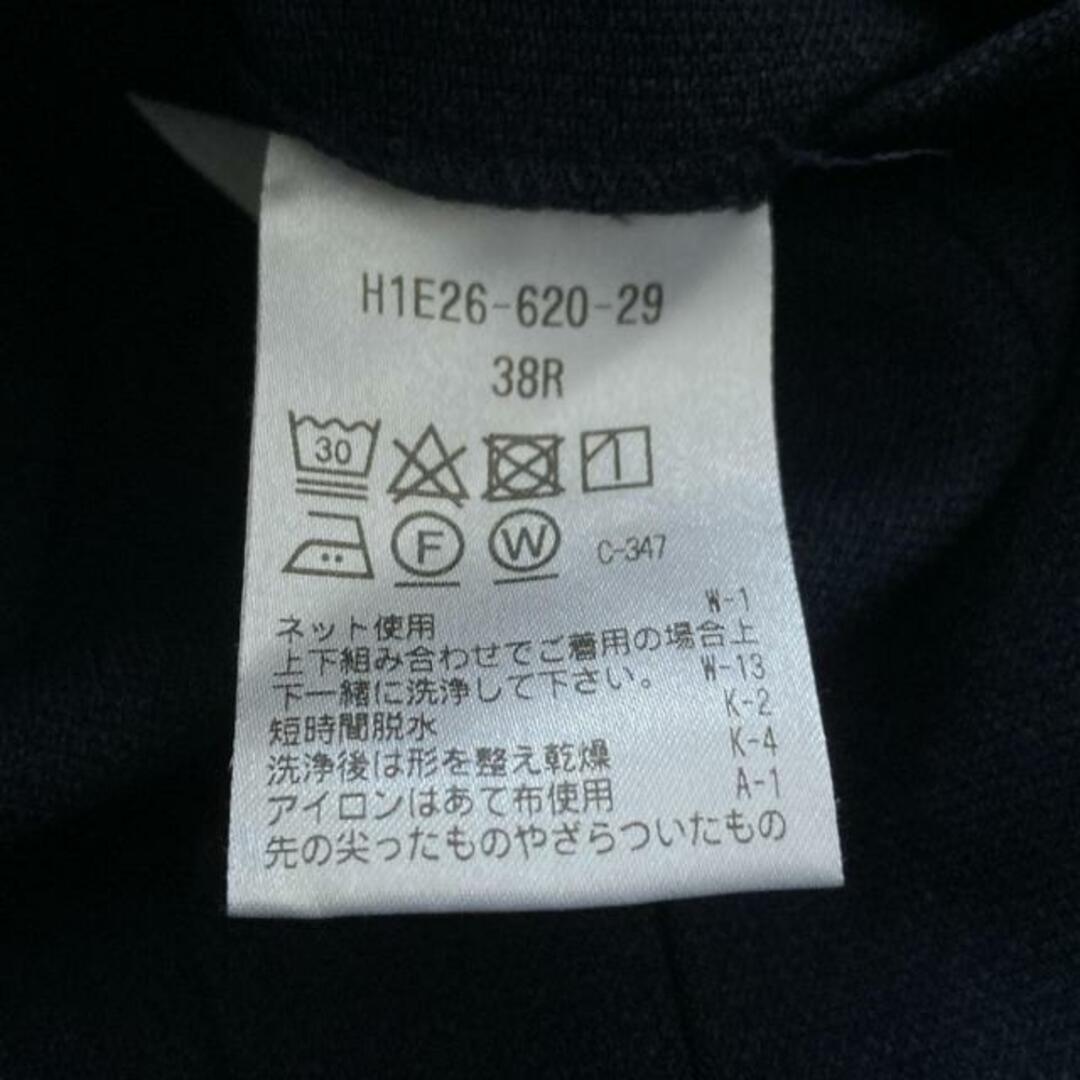 H1E26-620-29
38R
30
F W C-347
ネット使用 W-1
上下組み合わせてご着用の場合上
下一緒に洗浄して下さい。 W-13
短時間脱水 K-2
洗浄後は形を整え乾燥 K-4
アイロンはあて布使用 A-1
先の尖ったものやざらついたもの